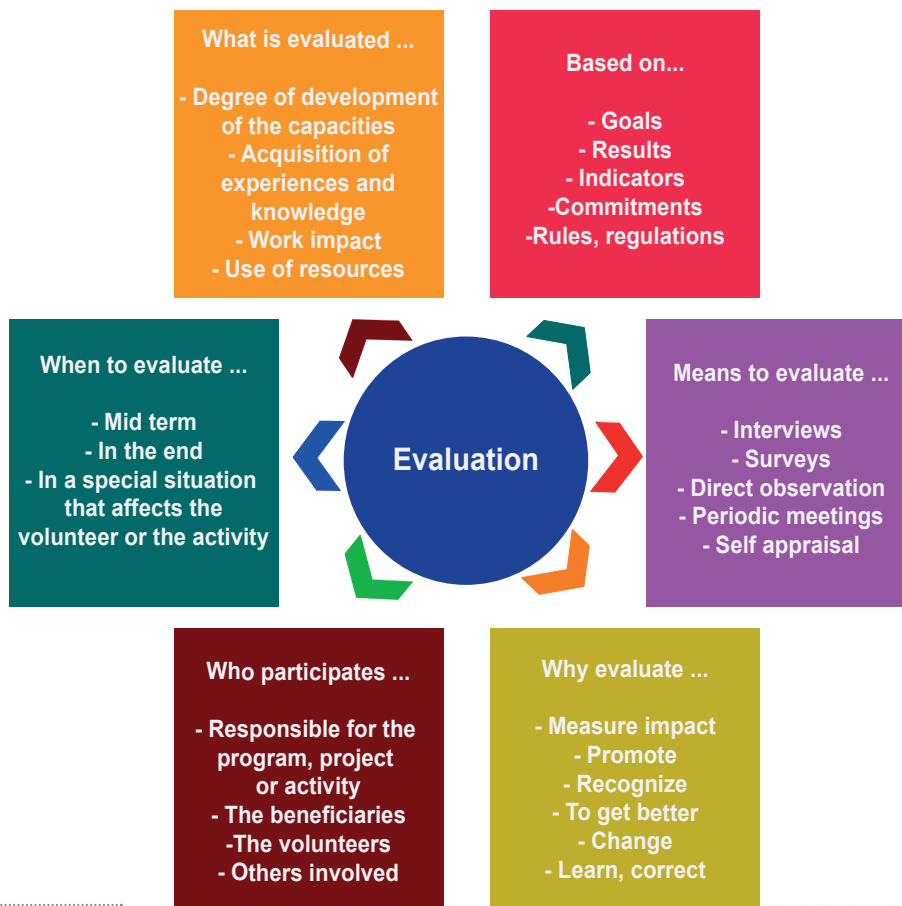 What is evaluated ...
- Degree of development
of the capacities
- Acquisition of
experiences and
knowledge
- Work impact
- Use of resources
Based on...
- Goals
- Results
- Indicators
-Commitments
-Rules, regulations
When to evaluate ...
- Mid term
- In the end
- In a special situation
that affects the
volunteer or the activity
Evaluation
Means to evaluate ...
- Interviews
- Surveys
- Direct observation
- Periodic meetings
- Self appraisal
Who participates ...
- Responsible for the
program, project
or activity
- The beneficiaries
-The volunteers
- Others involved
Why evaluate ...
- Measure impact
- Promote
- Recognize
- To get better
- Change
- Learn, correct